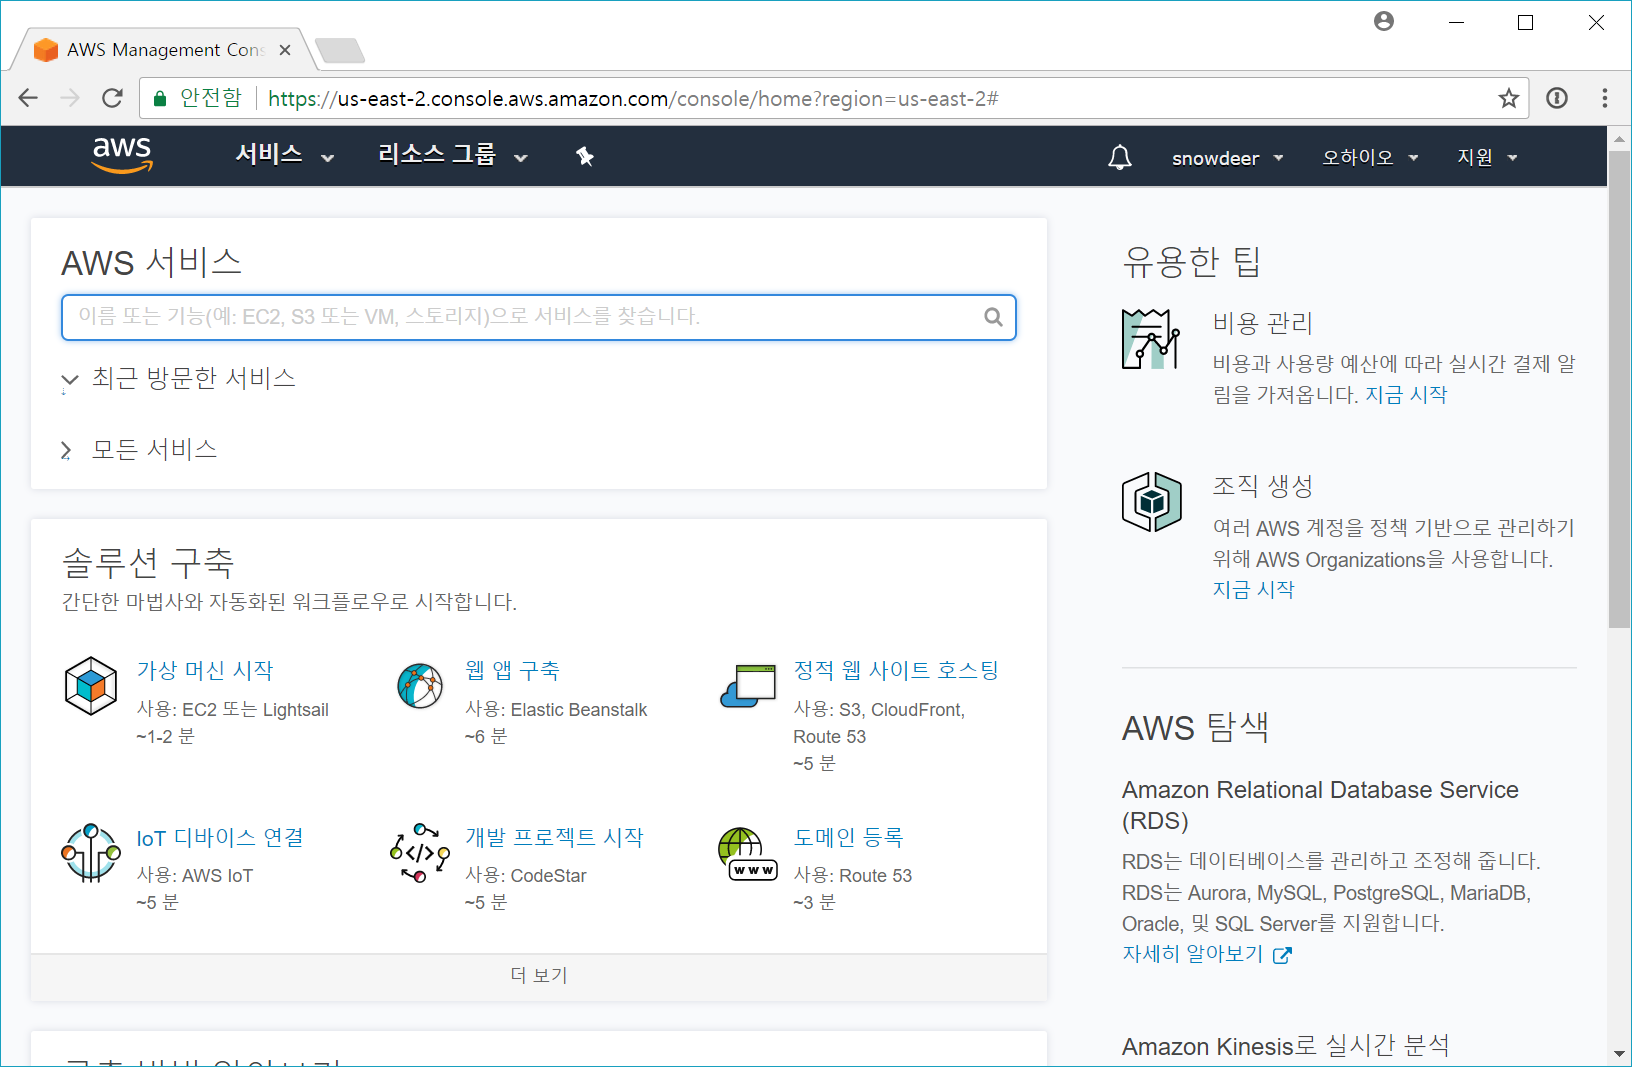 AWS Management Cons
안전함 https://us-east-2.console.aws.amazon.com/console/home?region=us-east-2#
aws 서비스 리소스 그룹 snowdeer 오하이오 지원
AWS 서비스
이름 또는 기능(예: EC2, S3 또는 VM, 스토리지)으로 서비스를 찾습니다.
최근 방문한 서비스
모든 서비스
솔루션 구축
간단한 마법사와 자동화된 워크플로우로 시작합니다.
가상 머신 시작
사용: EC2 또는 Lightsail
~1-2 분
웹 앱 구축
사용: Elastic Beanstalk
~6 분
정적 웹 사이트 호스팅
사용: S3, CloudFront,
Route 53
~5 분
IoT 디바이스 연결
사용: AWS IoT
~5 분
개발 프로젝트 시작
사용: CodeStar
~5 분
WWW
도메인 등록
사용: Route 53
~3 분
더 보기
유용한 팁
비용 관리
비용과 사용량 예산에 따라 실시간 결제 알
림을 가져옵니다. 지금 시작
조직 생성
여러 AWS 계정을 정책 기반으로 관리하기
위해 AWS Organizations을 사용합니다.
지금 시작
AWS 탐색
Amazon Relational Database Service
(RDS)
RDS는 데이터베이스를 관리하고 조정해 줍니다.
RDS는 Aurora, MySQL, PostgreSQL, MariaDB,
Oracle, 및 SQL Server를 지원합니다.
자세히 알아보기
Amazon Kinesis로 실시간 분석